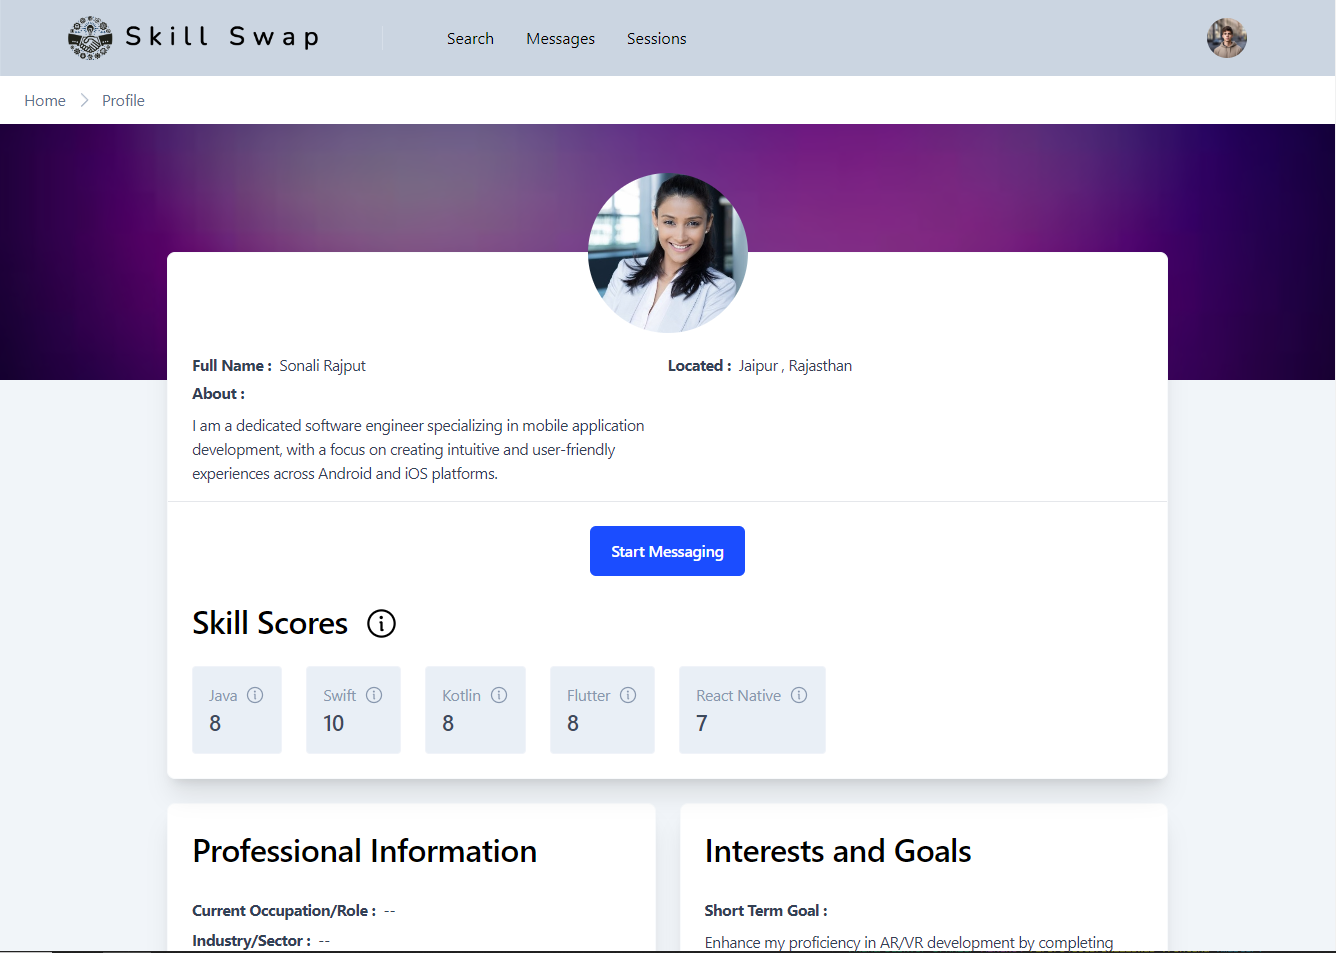 Skill Swap
Search Messages Sessions
Home Profile
Full Name : Sonali Rajput
Located : Jaipur , Rajasthan
About :
I am a dedicated software engineer specializing in mobile application
development, with a focus on creating intuitive and user-friendly
experiences across Android and iOS platforms.
Start Messaging
Skill Scores
Java
8
Swift
10
Kotlin
8
Flutter
8
React Native
7
Professional Information
Current Occupation/Role : --
Industry/Sector : --
Interests and Goals
Short Term Goal :
Enhance my proficiency in AR/VR development by completing